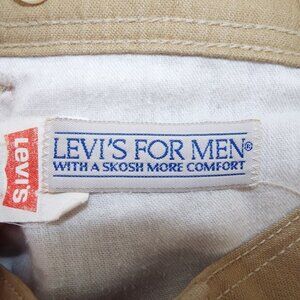 LEVI'S FOR MEN®
WITH A SKOSH MORE COMFORT
Levi's